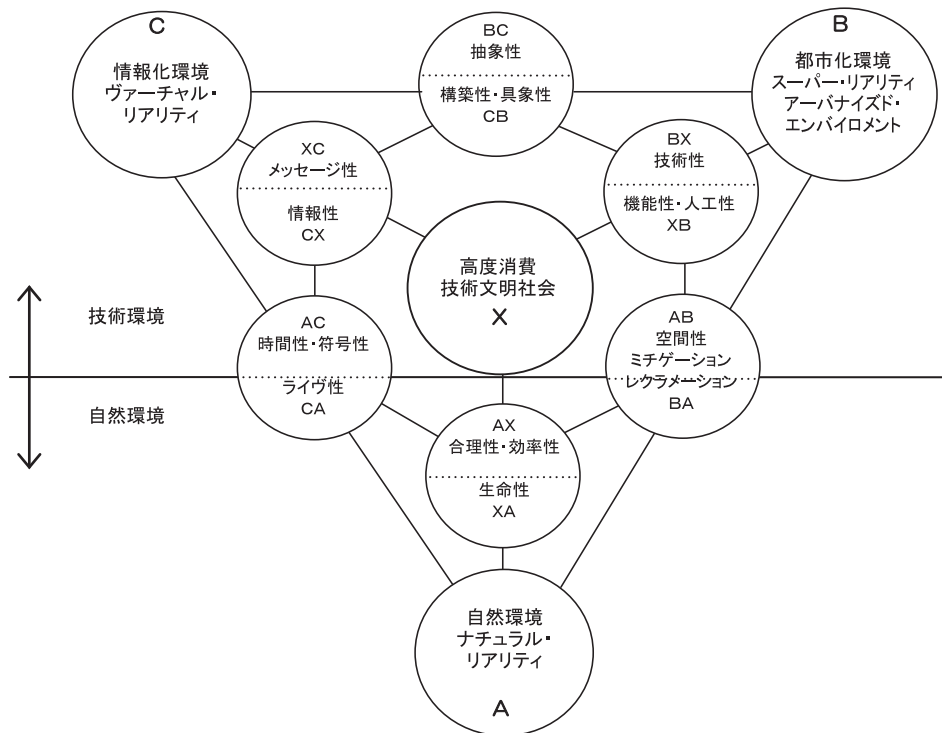 C
情報化環境
ヴァーチャル・
リアリティ
BC
抽象性
構築性・具象性
CB
B
都市化環境
スーパー・リアリティ
アーバナイズド・
エンバイロメント
XC
メッセージ性
情報性
CX
BX
技術性
機能性・人工性
XB
高度消費
技術文明社会
X
技術環境
自然環境
AC
時間性・符号性
ライヴ性
CA
AB
空間性
ミチゲーション
レクラメーション
BA
AX
合理性・効率性
生命性
XA
自然環境
ナチュラル・
リアリティ
A